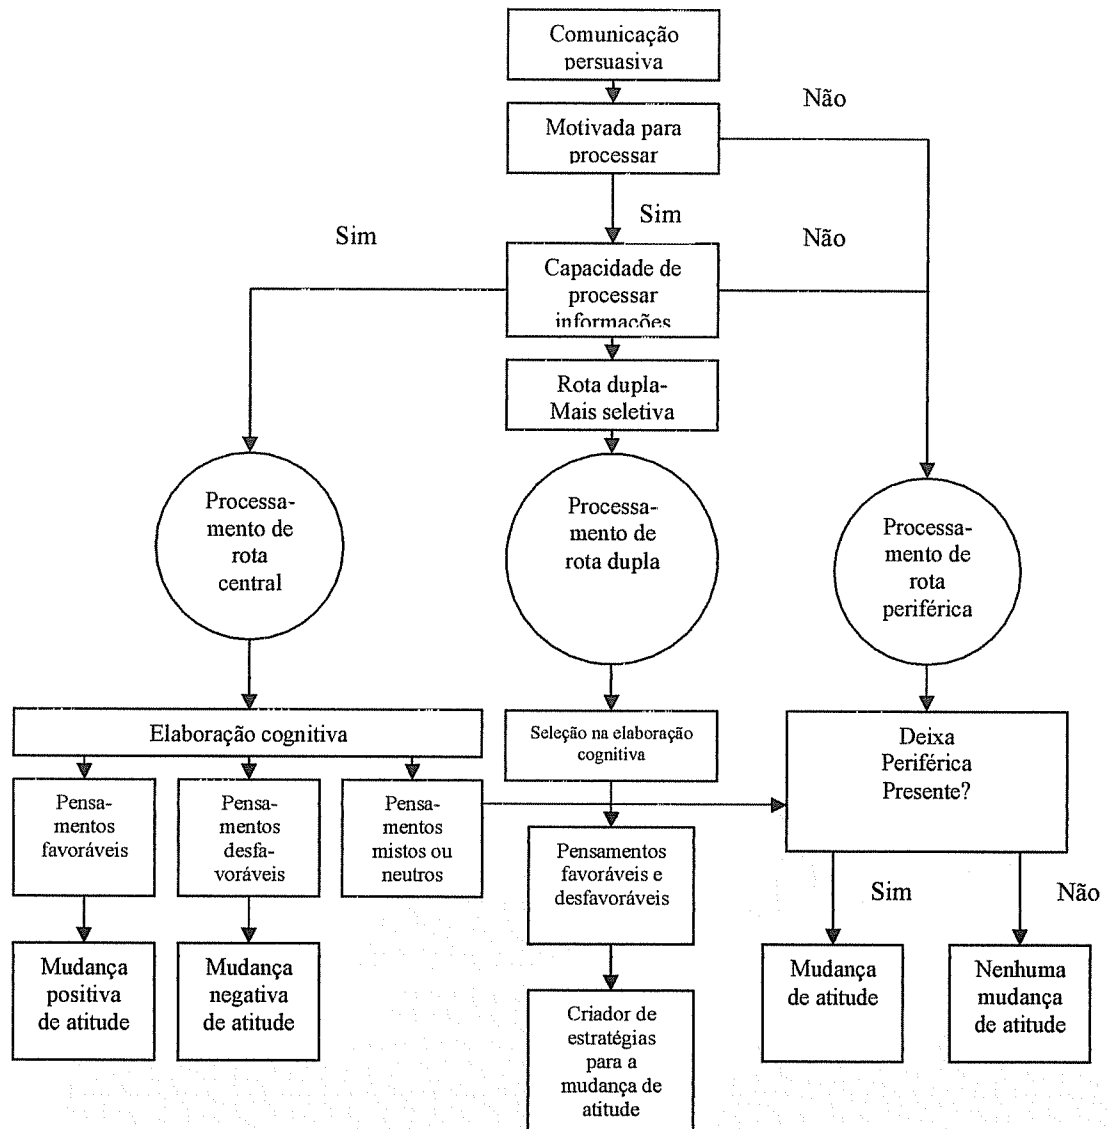 Comunicação
persuasiva
Não
Motivada para
processar
Sim
Sim
Não
Capacidade de
processar
informações
Rota dupla-
Mais seletiva
Processa-
mento de
rota
central
Processa-
mento de
rota dupla
Processa-
mento de
rota
periférica
Elaboração cognitiva
Seleção na elaboração
cognitiva
Deixa
Periférica
Presente?
Pensa-
mentos
favoráveis
Pensa-
mentos
desfa-
voráveis
Pensa-
mentos
mistos ou
neutros
Pensamentos
favoráveis e
desfavoráveis
Sim
Não
Mudança
positiva
de atitude
Mudança
negativa
de atitude
Criador de
estratégias
para a
mudança de
atitude
Mudança
de atitude
Nenhuma
mudança
de atitude